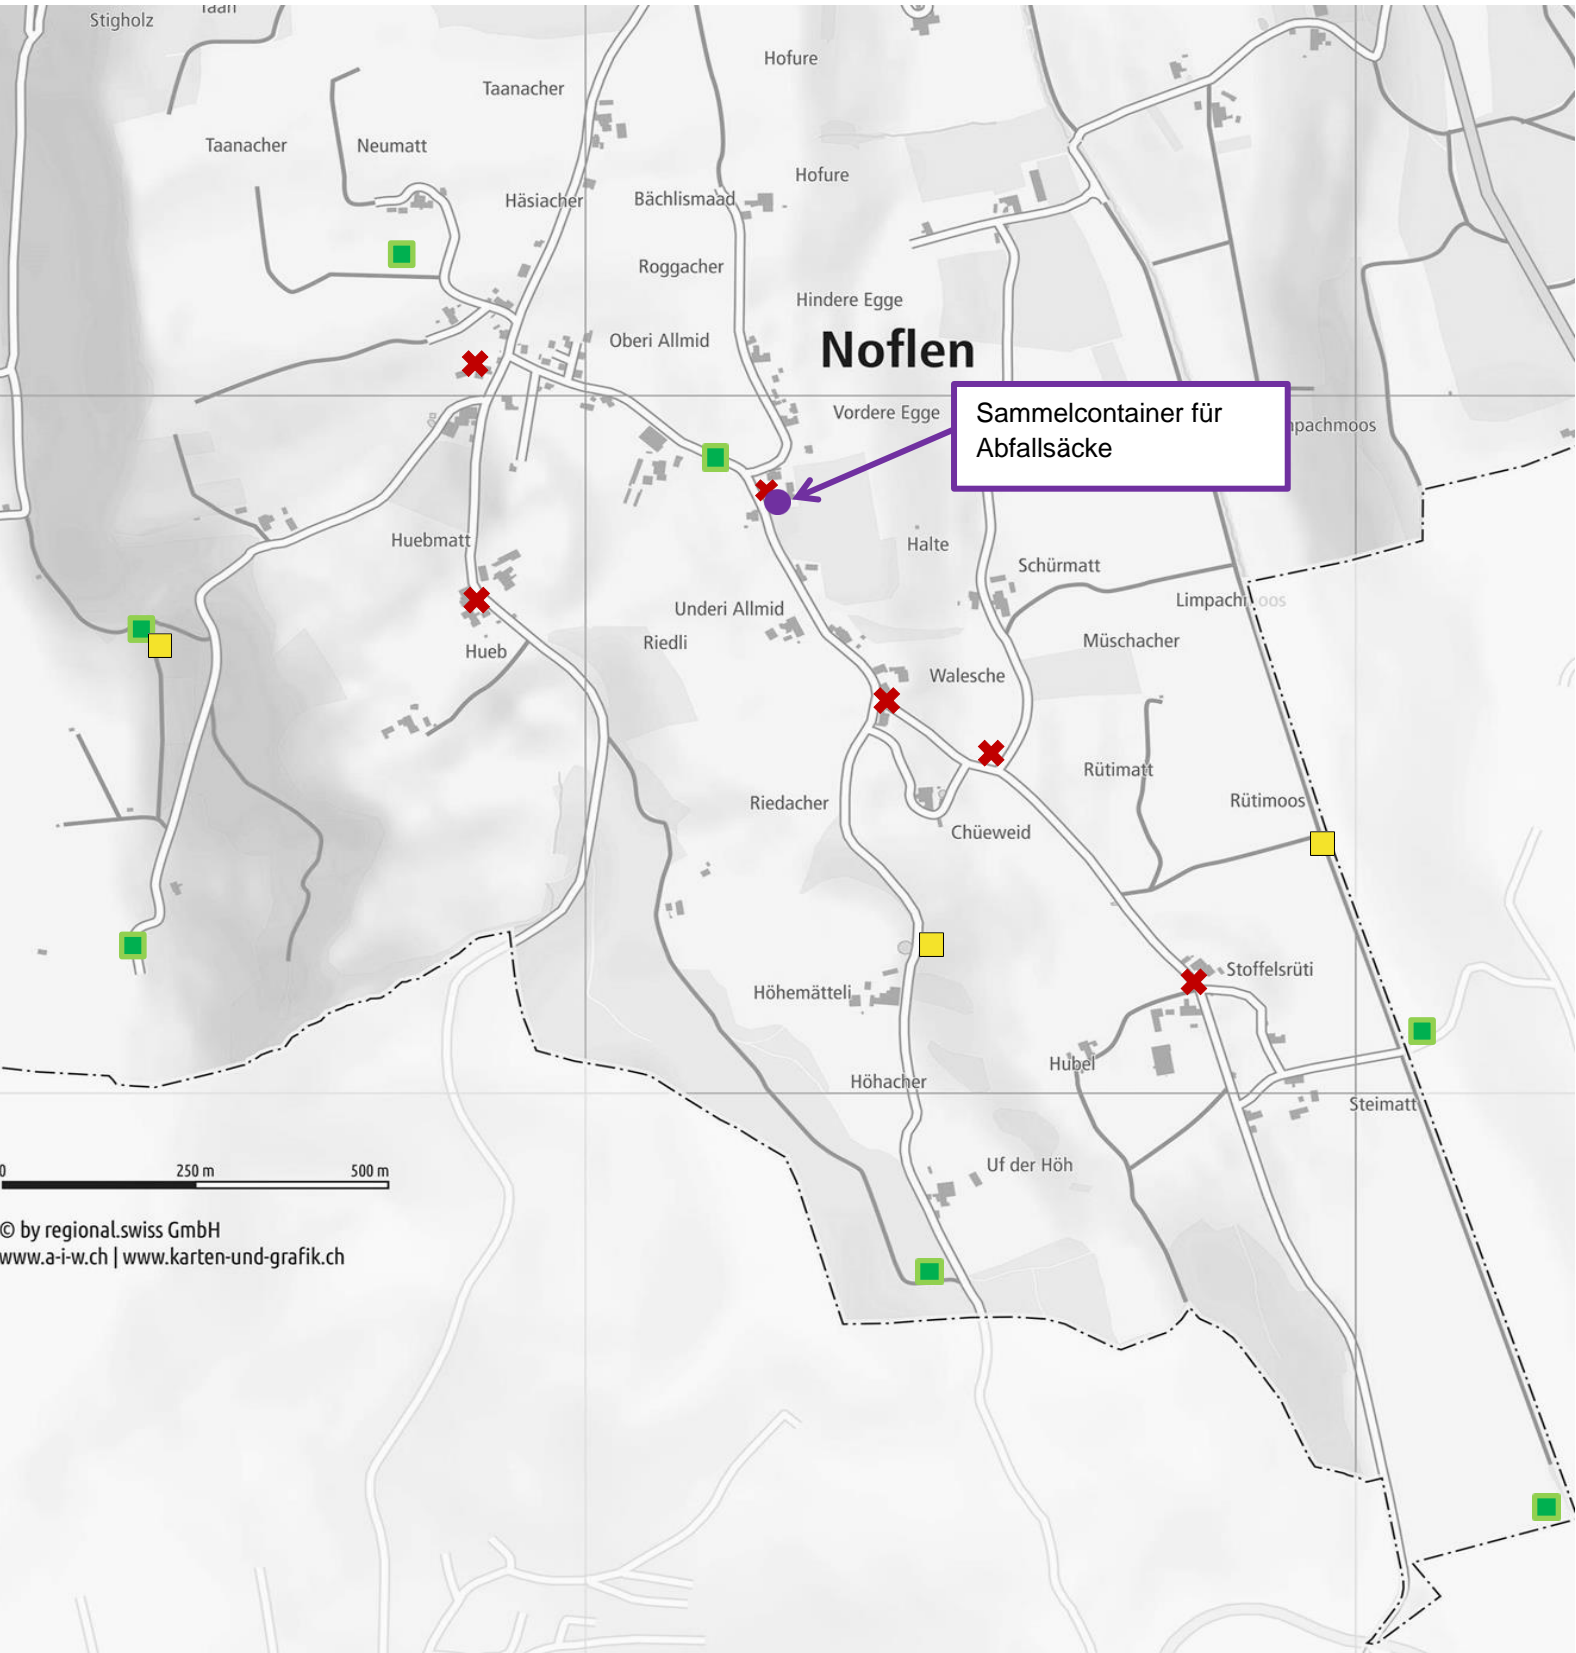 Taan
Stigholz
Hofure
Taanacher
Taanacher
Neumatt
Hofure
Häsiacher
Bächlismaad
Roggacher
Hindere Egge
Oberi Allmid
Noflen
Vordere Egge
Sammelcontainer für
Abfallsäcke
pachmoos
Huebmatt
Halte
Schürmatt
Limpachmoos
Underi Allmid
Riedli
Hueb
Müschacher
Walesche
Rütimatt
Rütimoos
Riedacher
Chüeweid
Stoffelsrüti
Höhemätteli
Hubel
Höhacher
Steimatt
Uf der Höh
0 250 m 500 m
© by regional.swiss GmbH
www.a-i-w.ch | www.karten-und-grafik.ch